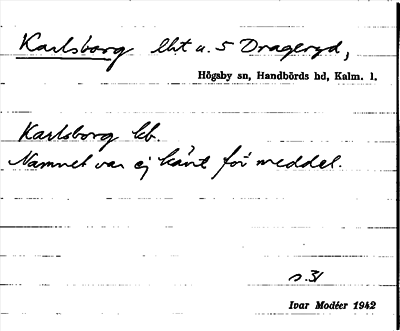 Karlsborg lht u. 5 Drageryd,
Högsby sn, Handbörds hd, Kalm. l.
Karlsborg lb.
Namnet var ej känt för meddel.
s. 31
Ivar Modéer 1942